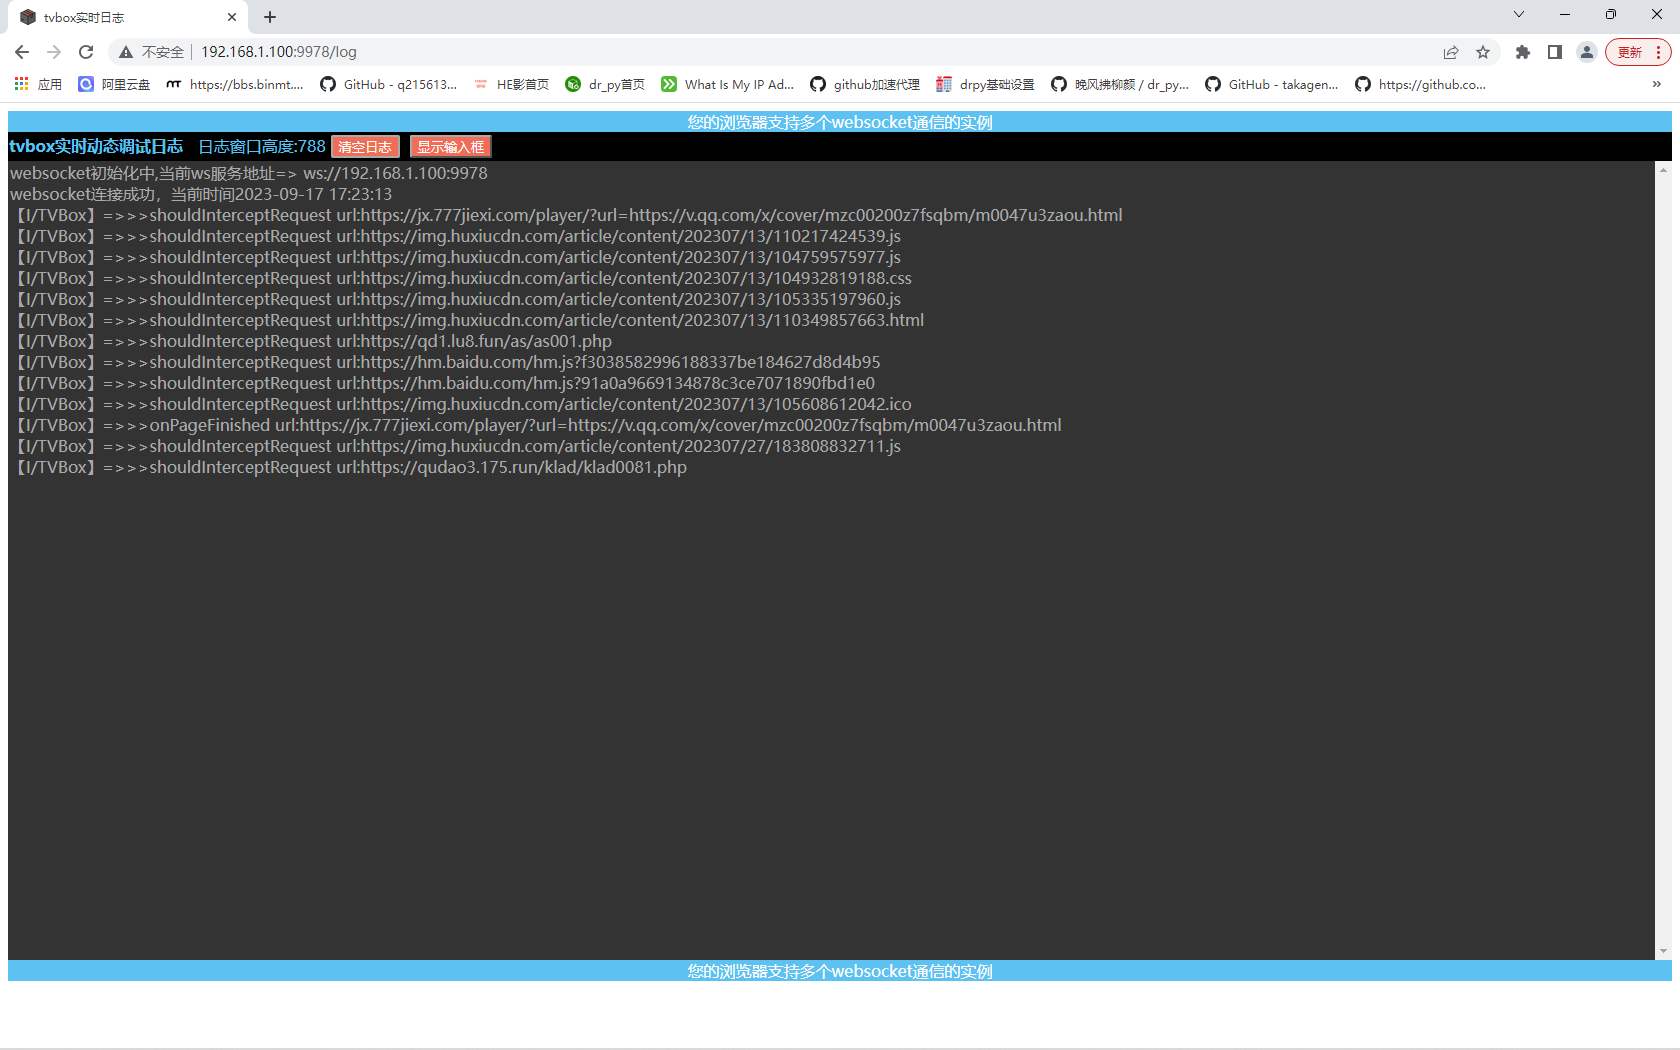 tvbox实时日志
不安全 192.168.1.100:9978/log 更新
应用 阿里云盘 https://bbs.binmt.... GitHub - q215613... HE影首页 dr_py首页 What Is My IP Ad... github加速代理 drpy基础设置 晚风拂柳颜 / dr_py... GitHub - takagen... https://github.co... »
您的浏览器支持多个websocket通信的实例
tvbox实时动态调试日志 日志窗口高度:788 清空日志 显示输入框
websocket初始化中,当前ws服务地址=> ws://192.168.1.100:9978
websocket连接成功，当前时间2023-09-17 17:23:13
【I/TVBox】=>>>shouldInterceptRequest url:https://jx.777jiexi.com/player/?url=https://v.qq.com/x/cover/mzc00200z7fsqbm/m0047u3zaou.html
【I/TVBox】=>>>shouldInterceptRequest url:https://img.huxiucdn.com/article/content/202307/13/110217424539.js
【I/TVBox】=>>>shouldInterceptRequest url:https://img.huxiucdn.com/article/content/202307/13/104759575977.js
【I/TVBox】=>>>shouldInterceptRequest url:https://img.huxiucdn.com/article/content/202307/13/104932819188.css
【I/TVBox】=>>>shouldInterceptRequest url:https://img.huxiucdn.com/article/content/202307/13/105335197960.js
【I/TVBox】=>>>shouldInterceptRequest url:https://img.huxiucdn.com/article/content/202307/13/110349857663.html
【I/TVBox】=>>>shouldInterceptRequest url:https://qd1.lu8.fun/as/as001.php
【I/TVBox】=>>>shouldInterceptRequest url:https://hm.baidu.com/hm.js?f3038582996188337be184627d8d4b95
【I/TVBox】=>>>shouldInterceptRequest url:https://hm.baidu.com/hm.js?91a0a9669134878c3ce7071890fbd1e0
【I/TVBox】=>>>shouldInterceptRequest url:https://img.huxiucdn.com/article/content/202307/13/105608612042.ico
【I/TVBox】=>>>onPageFinished url:https://jx.777jiexi.com/player/?url=https://v.qq.com/x/cover/mzc00200z7fsqbm/m0047u3zaou.html
【I/TVBox】=>>>shouldInterceptRequest url:https://img.huxiucdn.com/article/content/202307/27/183808832711.js
【I/TVBox】=>>>shouldInterceptRequest url:https://qudao3.175.run/klad/klad0081.php
您的浏览器支持多个websocket通信的实例